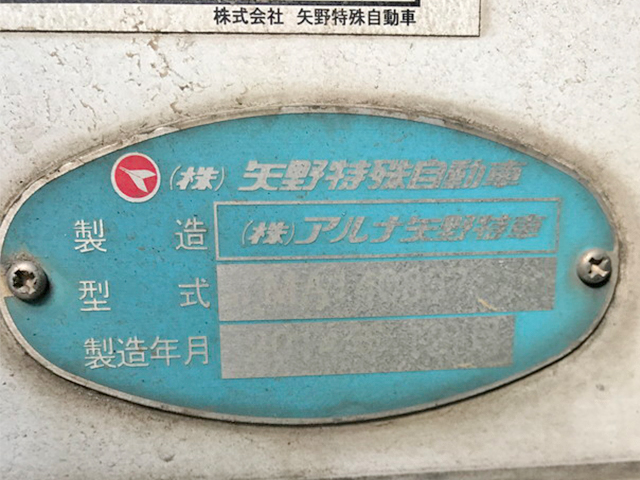 株式会社 矢野特殊自動車
(株)矢野特殊自動車
製造 (株)アルナ矢野特車
型式
製造年月